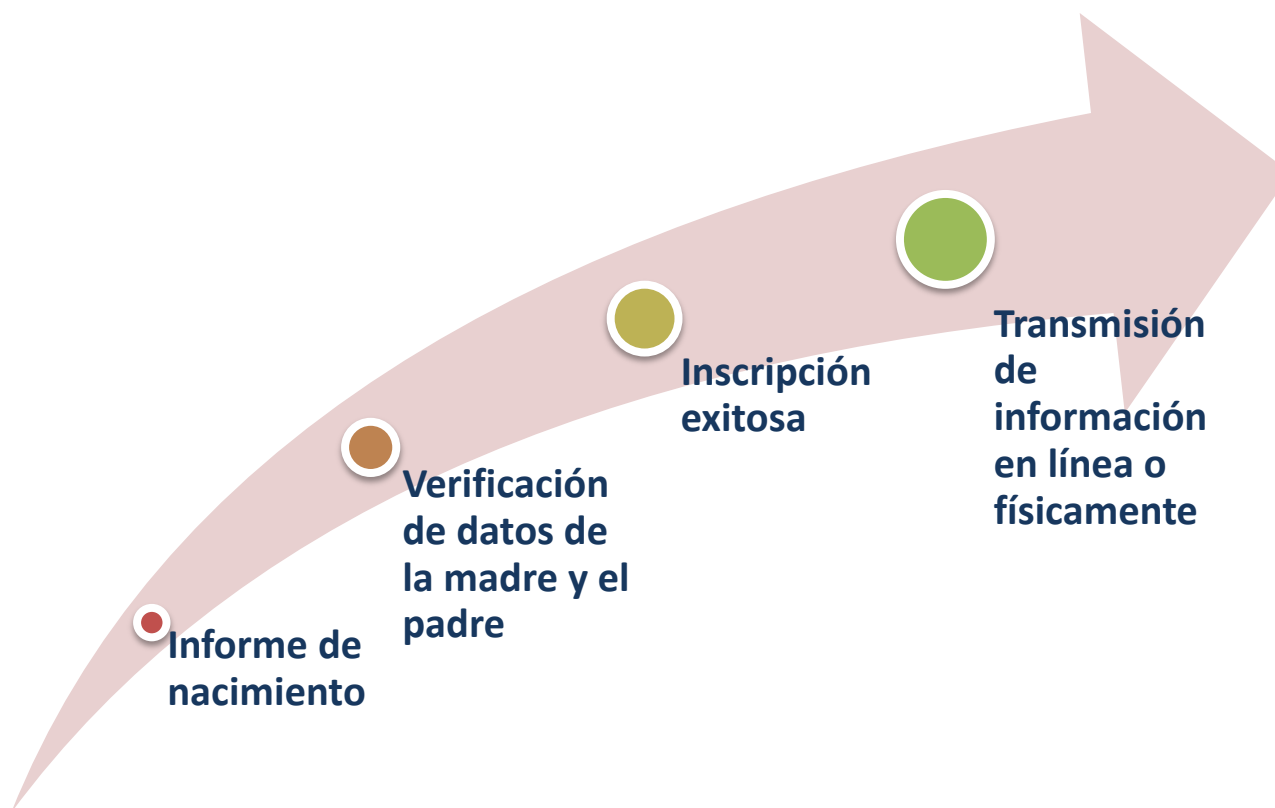 Informe de
nacimiento
Verificación
de datos de
la madre y el
padre
Inscripción
exitosa
Transmisión
de
información
en línea o
físicamente